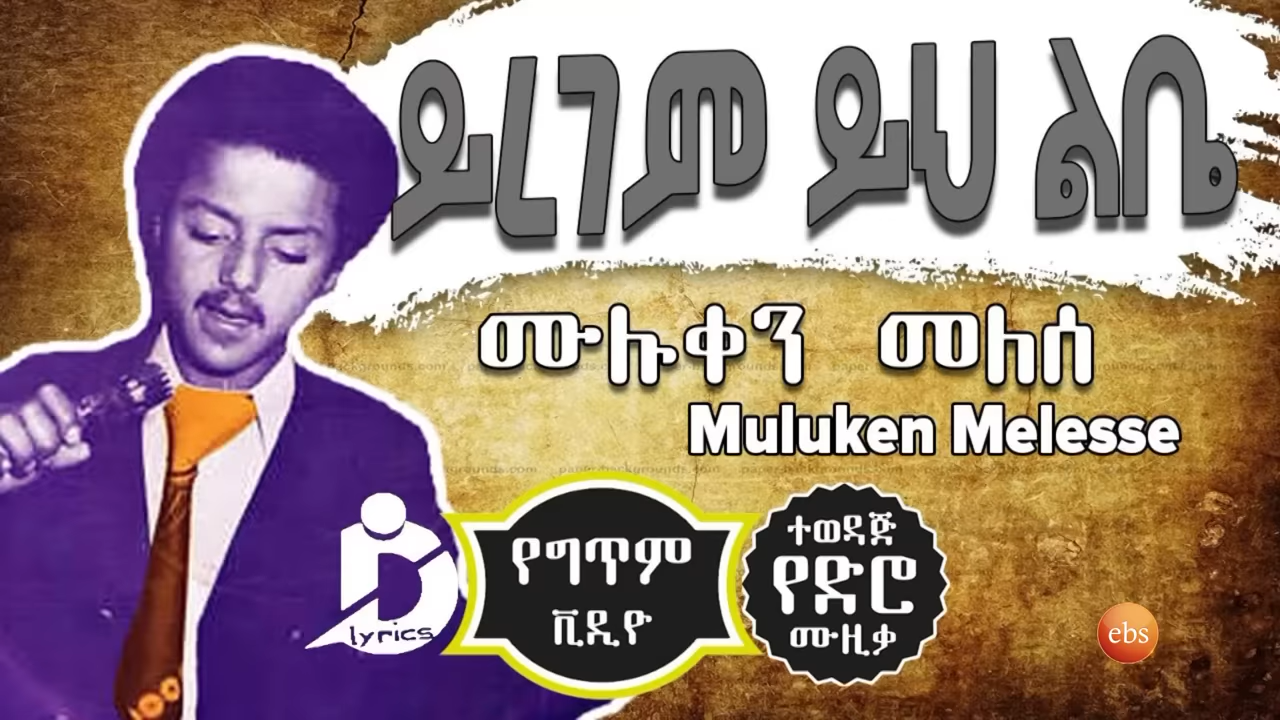 ይረገም ይህ ልቤ
ሙሉቀን መለሰ
Muluken Melesse
D
lyrics
የግጥም
ቪዲዮ
ተወዳጅ
የድሮ
ሙዚቃ
ebs